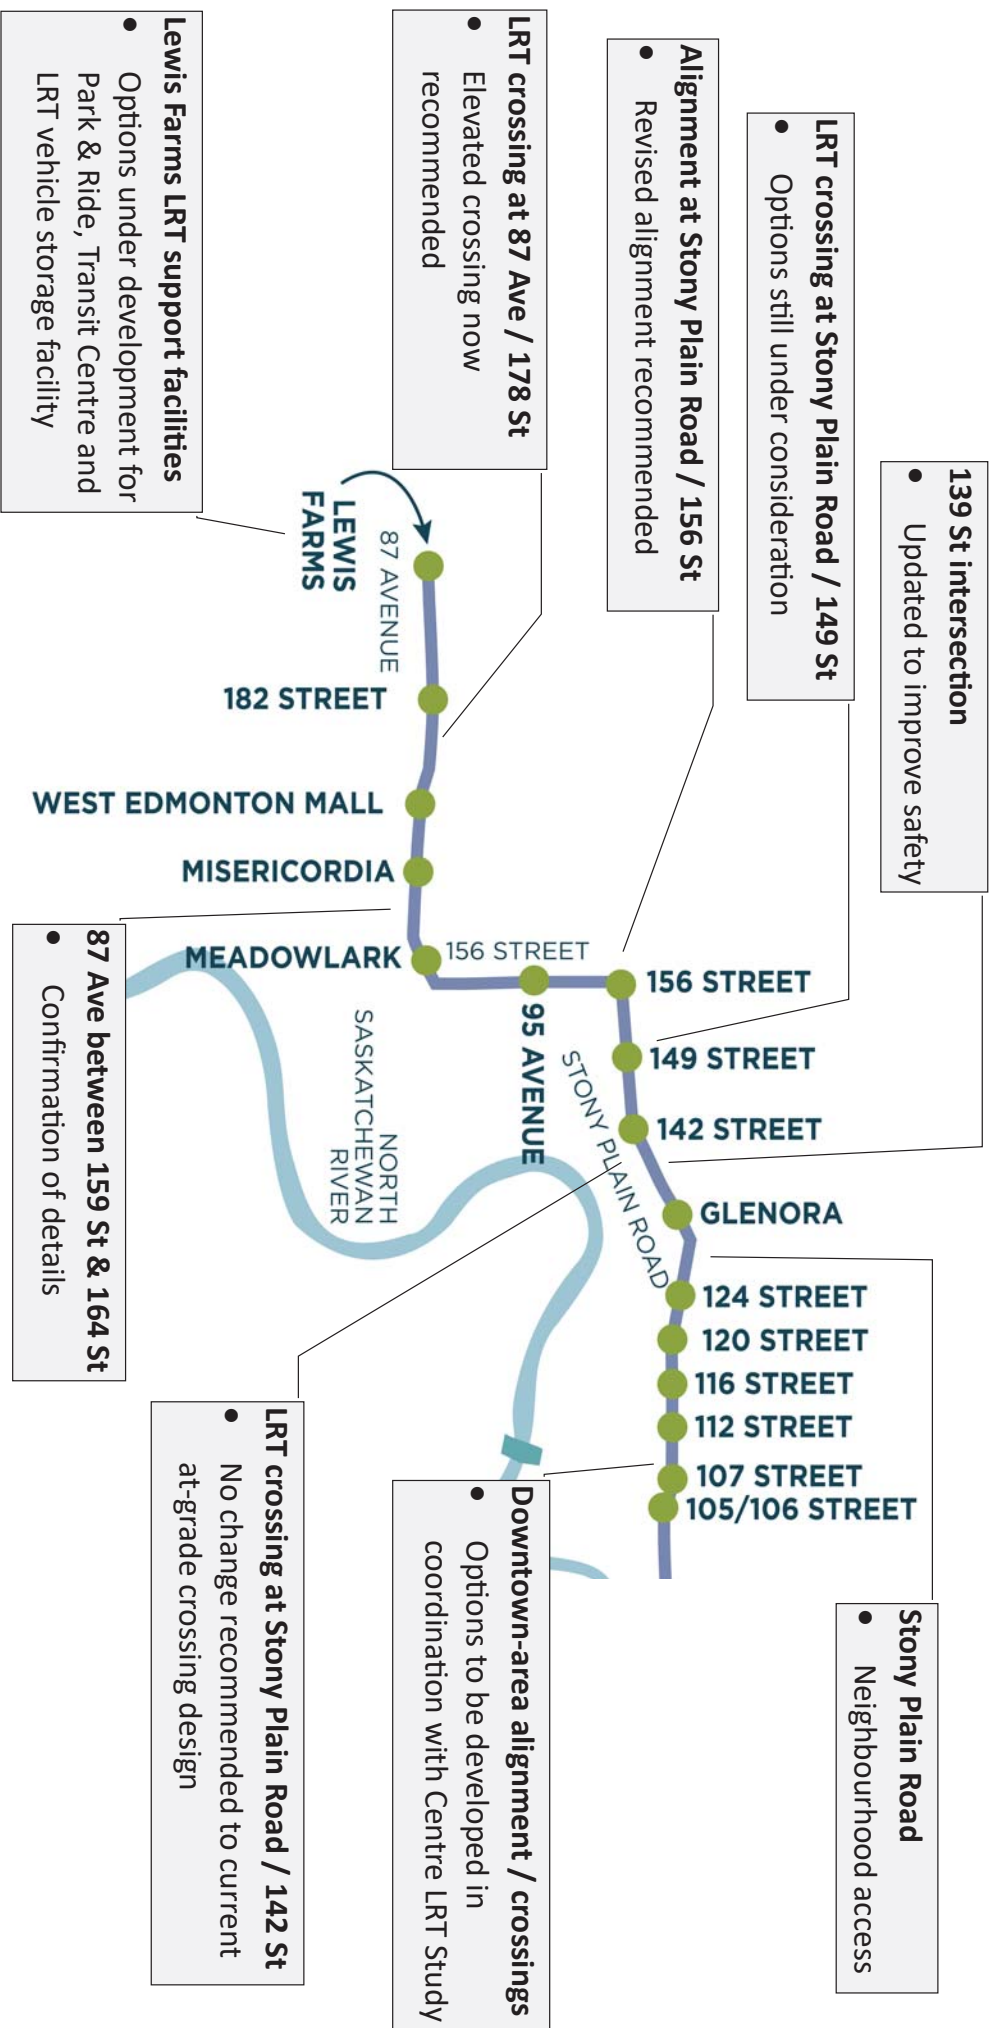 139 St intersection
• Updated to improve safety
LRT crossing at Stony Plain Road / 149 St
• Options still under consideration
Alignment at Stony Plain Road / 156 St
• Revised alignment recommended
LRT crossing at 87 Ave / 178 St
• Elevated crossing now
recommended
Lewis Farms LRT support facilities
• Options under development for
Park & Ride, Transit Centre and
LRT vehicle storage facility
LEWIS
FARMS
87 AVENUE
182 STREET
WEST EDMONTON MALL
MISERICORDIA
MEADOWLARK
156 STREET
95 AVENUE
156 STREET
149 STREET
142 STREET
STONY PLAIN ROAD
GLENORA
124 STREET
120 STREET
116 STREET
112 STREET
107 STREET
105/106 STREET
NORTH
SASKATCHEWAN
RIVER
87 Ave between 159 St & 164 St
• Confirmation of details
Stony Plain Road
• Neighbourhood access
Downtown-area alignment / crossings
• Options to be developed in
coordination with Centre LRT Study
LRT crossing at Stony Plain Road / 142 St
• No change recommended to current
at-grade crossing design